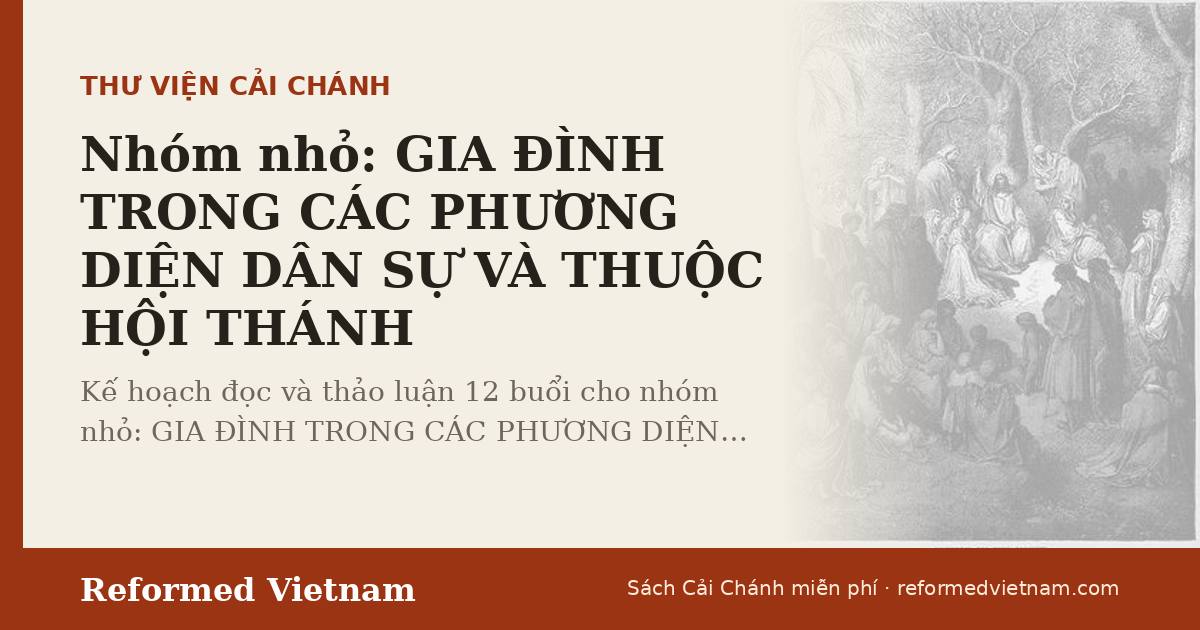 THƯ VIỆN CẢI CHÁNH
Nhóm nhỏ: GIA ĐÌNH
TRONG CÁC PHƯƠNG
DIỆN DÂN SỰ VÀ THUỘC
HỘI THÁNH
Kế hoạch đọc và thảo luận 12 buổi cho nhóm
nhỏ: GIA ĐÌNH TRONG CÁC PHƯƠNG DIỆN...
Reformed Vietnam
Sách Cải Chánh miễn phí · reformedvietnam.com